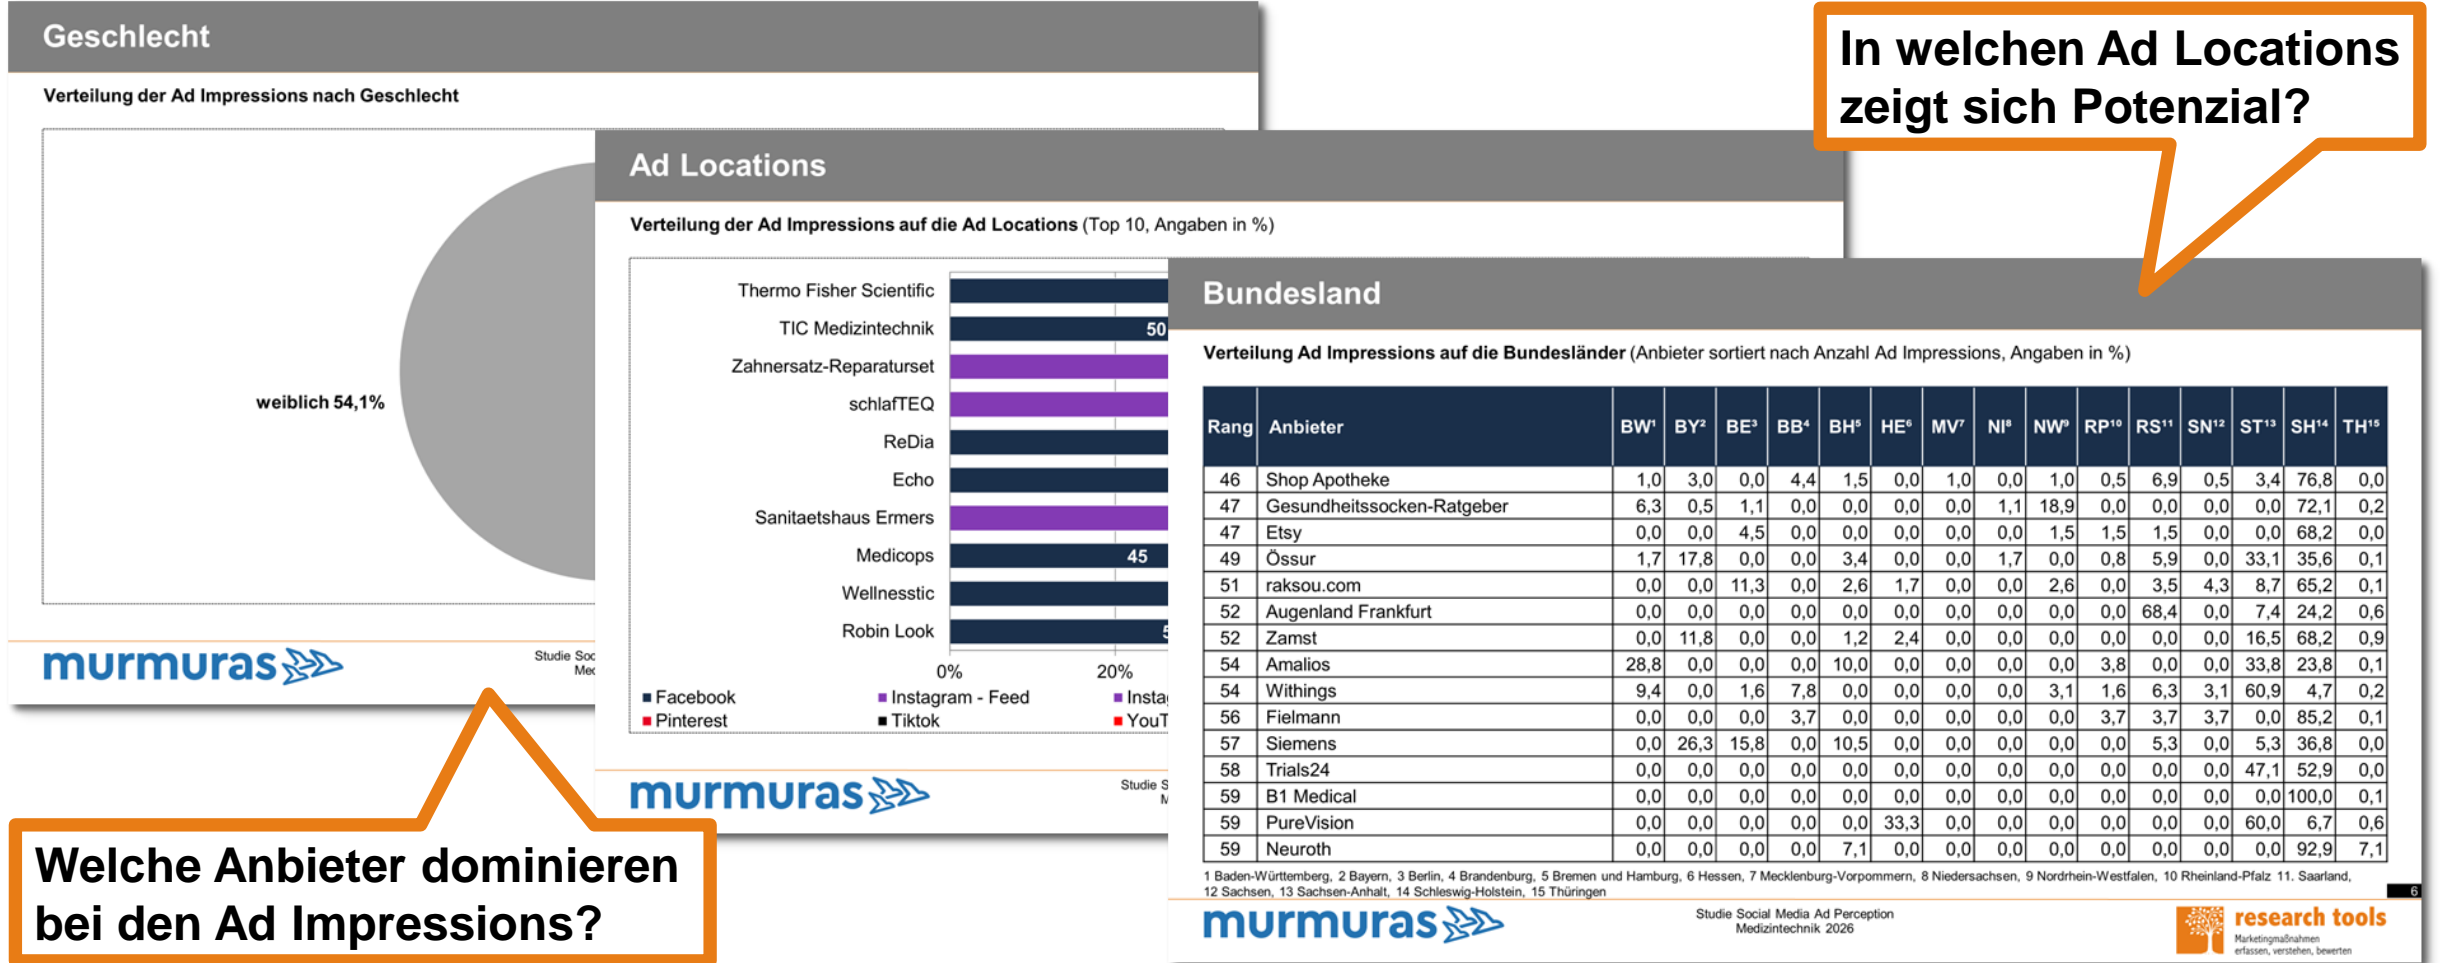 Geschlecht
Verteilung der Ad Impressions nach Geschlecht
weiblich 54,1%
murmuras
Studie Soc
Med
Welche Anbieter dominieren
bei den Ad Impressions?
Ad Locations
Verteilung der Ad Impressions auf die Ad Locations (Top 10, Angaben in %)
Thermo Fisher Scientific
TIC Medizintechnik 50
Zahnersatz-Reparaturset
schlafTEQ
ReDia
Echo
Sanitaetshaus Ermers
Medicops 45
Wellnesstic
Robin Look 5
0% 20%
Facebook Instagram - Feed Insta
Pinterest Tiktok YouT
murmuras
Studie S
M
In welchen Ad Locations
zeigt sich Potenzial?
Bundesland
Verteilung Ad Impressions auf die Bundesländer (Anbieter sortiert nach Anzahl Ad Impressions, Angaben in %)
Rang Anbieter BW¹ BY² BE³ BB⁴ BH⁵ HE⁶ MV⁷ NI⁸ NW⁹ RP¹⁰ RS¹¹ SN¹² ST¹³ SH¹⁴ TH¹⁵
46 Shop Apotheke 1,0 3,0 0,0 4,4 1,5 0,0 1,0 0,0 1,0 0,5 6,9 0,5 3,4 76,8 0,0
47 Gesundheitssocken-Ratgeber 6,3 0,5 1,1 0,0 0,0 0,0 0,0 1,1 18,9 0,0 0,0 0,0 0,0 72,1 0,2
47 Etsy 0,0 0,0 4,5 0,0 0,0 0,0 0,0 0,0 1,5 1,5 1,5 0,0 0,0 68,2 0,0
49 Össur 1,7 17,8 0,0 0,0 3,4 0,0 0,0 1,7 0,0 0,8 5,9 0,0 33,1 35,6 0,1
51 raksou.com 0,0 0,0 11,3 0,0 2,6 1,7 0,0 0,0 2,6 0,0 3,5 4,3 8,7 65,2 0,1
52 Augenland Frankfurt 0,0 0,0 0,0 0,0 0,0 0,0 0,0 0,0 0,0 0,0 68,4 0,0 7,4 24,2 0,6
52 Zamst 0,0 11,8 0,0 0,0 1,2 2,4 0,0 0,0 0,0 0,0 0,0 0,0 16,5 68,2 0,9
54 Amalios 28,8 0,0 0,0 0,0 10,0 0,0 0,0 0,0 0,0 3,8 0,0 0,0 33,8 23,8 0,1
54 Withings 9,4 0,0 1,6 7,8 0,0 0,0 0,0 0,0 3,1 1,6 6,3 3,1 60,9 4,7 0,2
56 Fielmann 0,0 0,0 0,0 3,7 0,0 0,0 0,0 0,0 0,0 3,7 3,7 3,7 0,0 85,2 0,1
57 Siemens 0,0 26,3 15,8 0,0 10,5 0,0 0,0 0,0 0,0 0,0 5,3 0,0 5,3 36,8 0,0
58 Trials24 0,0 0,0 0,0 0,0 0,0 0,0 0,0 0,0 0,0 0,0 0,0 0,0 47,1 52,9 0,0
59 B1 Medical 0,0 0,0 0,0 0,0 0,0 0,0 0,0 0,0 0,0 0,0 0,0 0,0 0,0 100,0 0,1
59 PureVision 0,0 0,0 0,0 0,0 0,0 33,3 0,0 0,0 0,0 0,0 0,0 0,0 60,0 6,7 0,6
59 Neuroth 0,0 0,0 0,0 0,0 7,1 0,0 0,0 0,0 0,0 0,0 0,0 0,0 0,0 92,9 7,1
1 Baden-Württemberg, 2 Bayern, 3 Berlin, 4 Brandenburg, 5 Bremen und Hamburg, 6 Hessen, 7 Mecklenburg-Vorpommern, 8 Niedersachsen, 9 Nordrhein-Westfalen, 10 Rheinland-Pfalz 11. Saarland,
12 Sachsen, 13 Sachsen-Anhalt, 14 Schleswig-Holstein, 15 Thüringen
6
murmuras
Studie Social Media Ad Perception
Medizintechnik 2026
research tools
Marketingmaßnahmen
erfassen, verstehen, bewerten